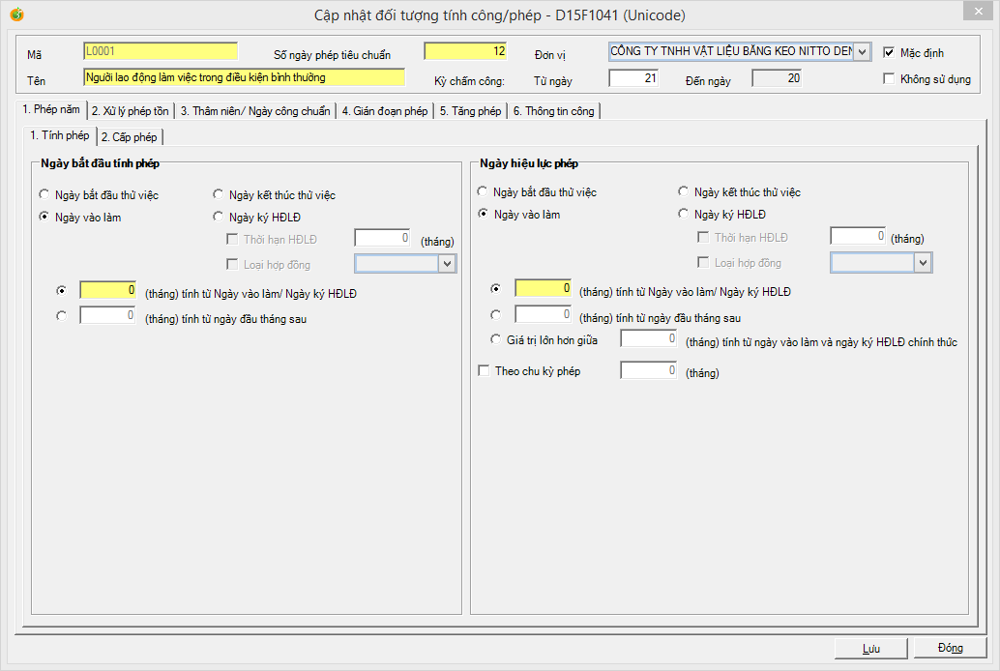 Cập nhật đối tượng tính công/phép - D15F1041 (Unicode)
Mã L0001 Số ngày phép tiêu chuẩn 12 Đơn vị CÔNG TY TNHH VẬT LIỆU BĂNG KEO NITTO DEN Mặc định
Tên Người lao động làm việc trong điều kiện bình thường Kỳ chấm công: Từ ngày 21 Đến ngày 20 Không sử dụng
1. Phép năm 2. Xử lý phép tồn 3. Thâm niên/ Ngày công chuẩn 4. Gián đoạn phép 5. Tăng phép 6. Thông tin công
1. Tính phép 2. Cấp phép
Ngày bắt đầu tính phép
Ngày bắt đầu thử việc Ngày kết thúc thử việc
Ngày vào làm Ngày ký HĐLĐ
Thời hạn HĐLĐ 0 (tháng)
Loại hợp đồng
0 (tháng) tính từ Ngày vào làm/ Ngày ký HĐLĐ
0 (tháng) tính từ ngày đầu tháng sau
Ngày hiệu lực phép
Ngày bắt đầu thử việc Ngày kết thúc thử việc
Ngày vào làm Ngày ký HĐLĐ
Thời hạn HĐLĐ 0 (tháng)
Loại hợp đồng
0 (tháng) tính từ Ngày vào làm/ Ngày ký HĐLĐ
0 (tháng) tính từ ngày đầu tháng sau
Giá trị lớn hơn giữa 0 (tháng) tính từ ngày vào làm và ngày ký HĐLĐ chính thức
Theo chu kỳ phép 0 (tháng)
Lưu Đóng